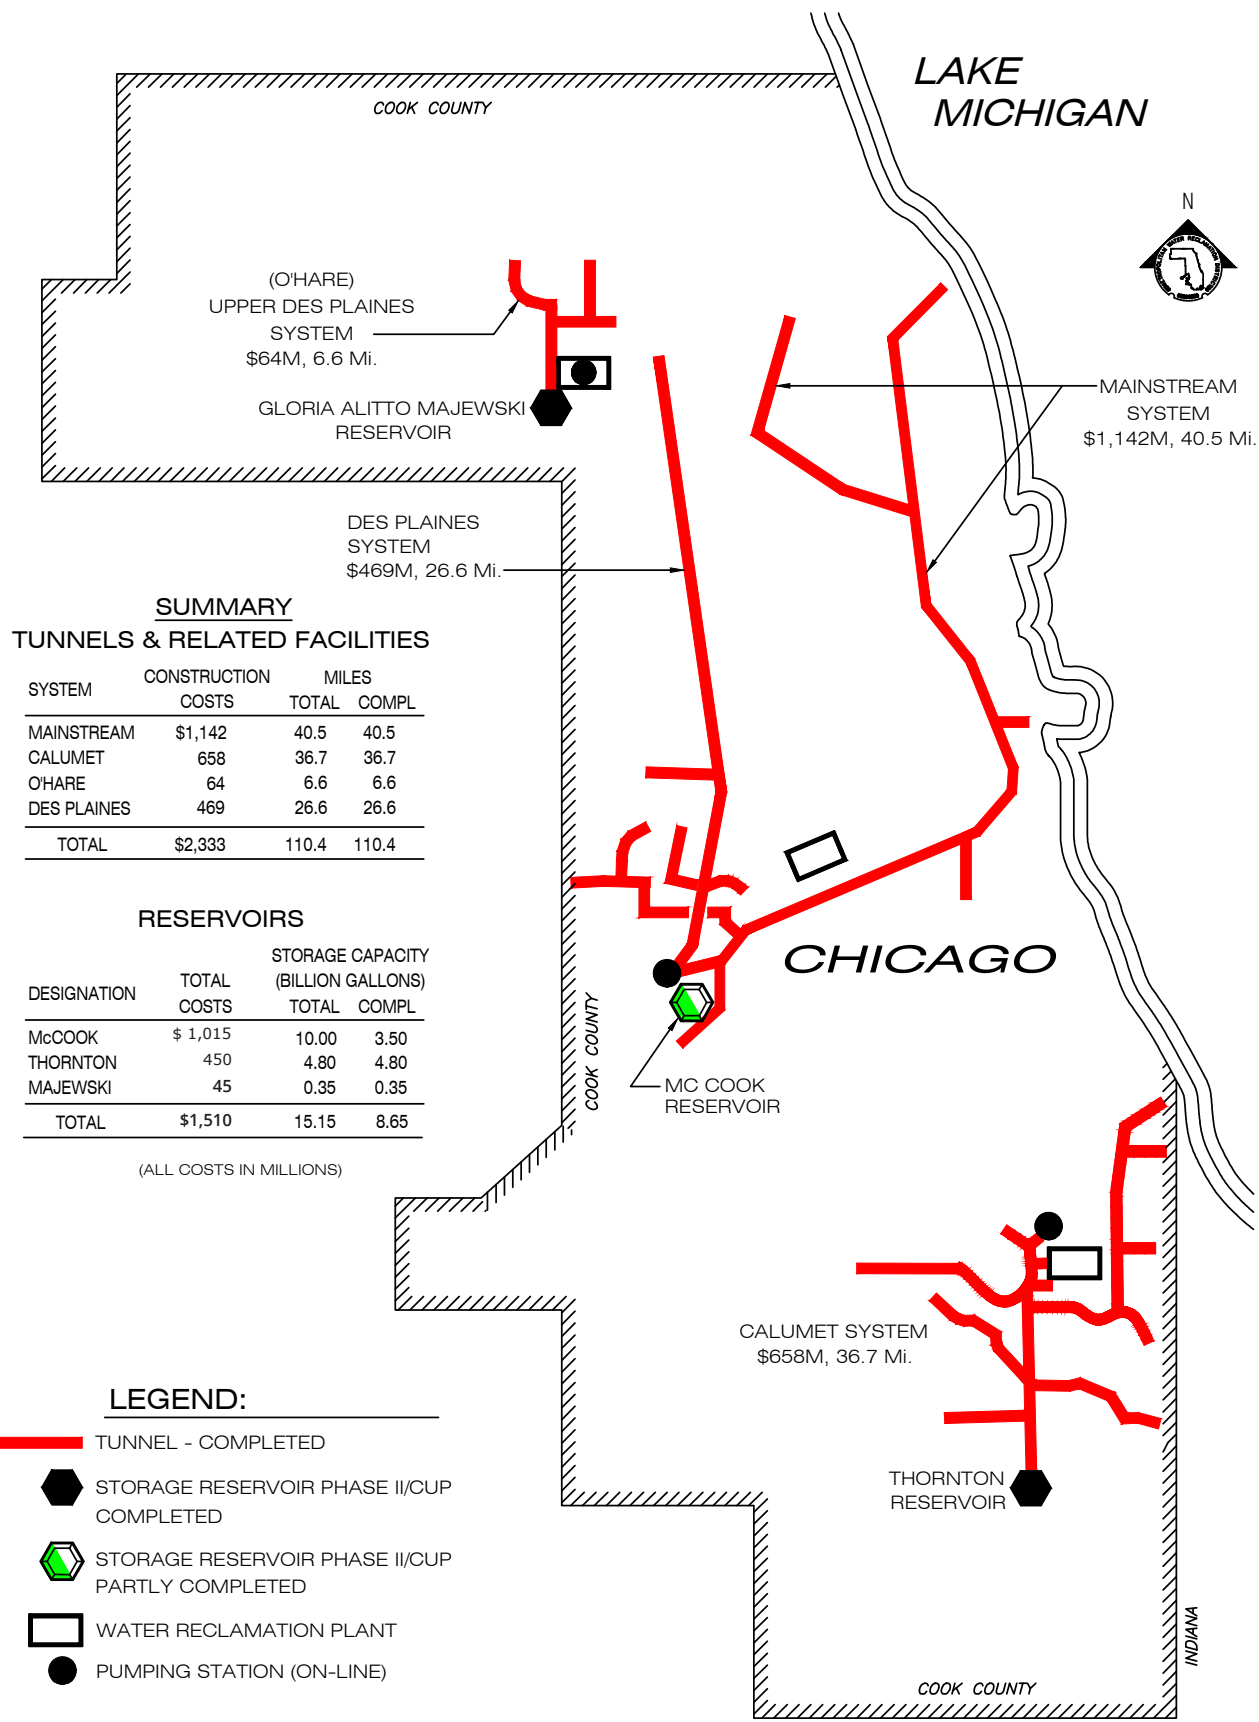 LAKE
MICHIGAN
COOK COUNTY
N
(O'HARE)
UPPER DES PLAINES
SYSTEM
$64M, 6.6 Mi.
GLORIA ALITTO MAJEWSKI
RESERVOIR
MAINSTREAM
SYSTEM
$1,142M, 40.5 Mi.
DES PLAINES
SYSTEM
$469M, 26.6 Mi.
SUMMARY
TUNNELS & RELATED FACILITIES
SYSTEM CONSTRUCTION COSTS MILES
TOTAL COMPL
MAINSTREAM $1,142 40.5 40.5
CALUMET 658 36.7 36.7
O'HARE 64 6.6 6.6
DES PLAINES 469 26.6 26.6
TOTAL $2,333 110.4 110.4
RESERVOIRS
DESIGNATION TOTAL COSTS STORAGE CAPACITY
(BILLION GALLONS)
TOTAL COMPL
McCOOK $ 1,015 10.00 3.50
THORNTON 450 4.80 4.80
MAJEWSKI 45 0.35 0.35
TOTAL $1,510 15.15 8.65
(ALL COSTS IN MILLIONS)
CHICAGO
COOK COUNTY
MC COOK
RESERVOIR
CALUMET SYSTEM
$658M, 36.7 Mi.
THORNTON
RESERVOIR
LEGEND:
TUNNEL - COMPLETED
STORAGE RESERVOIR PHASE II/CUP
COMPLETED
STORAGE RESERVOIR PHASE II/CUP
PARTLY COMPLETED
WATER RECLAMATION PLANT
PUMPING STATION (ON-LINE)
INDIANA
COOK COUNTY